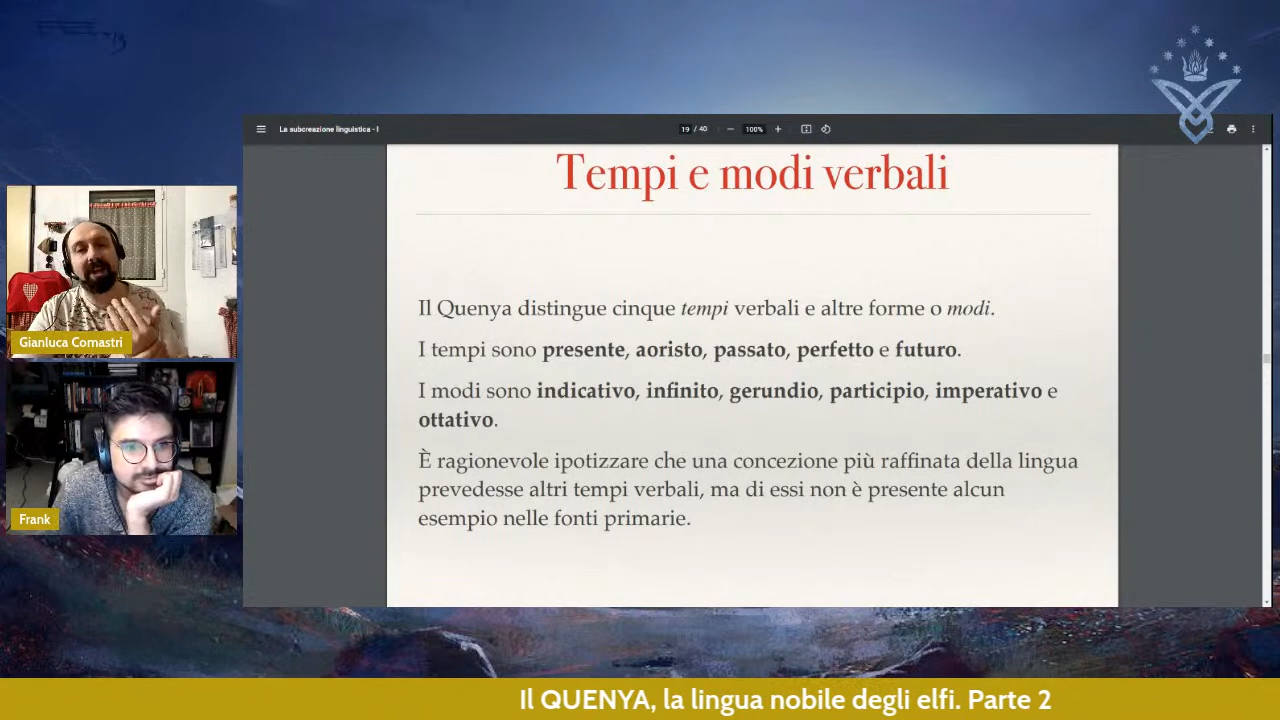 La subcreazione linguistica - I
19 / 40
100%
Tempi e modi verbali
Il Quenya distingue cinque tempi verbali e altre forme o modi.
I tempi sono presente, aoristo, passato, perfetto e futuro.
I modi sono indicativo, infinito, gerundio, participio, imperativo e
ottativo.
È ragionevole ipotizzare che una concezione più raffinata della lingua
prevedesse altri tempi verbali, ma di essi non è presente alcun
esempio nelle fonti primarie.
Gianluca Comastri
Frank
Il QUENYA, la lingua nobile degli elfi. Parte 2